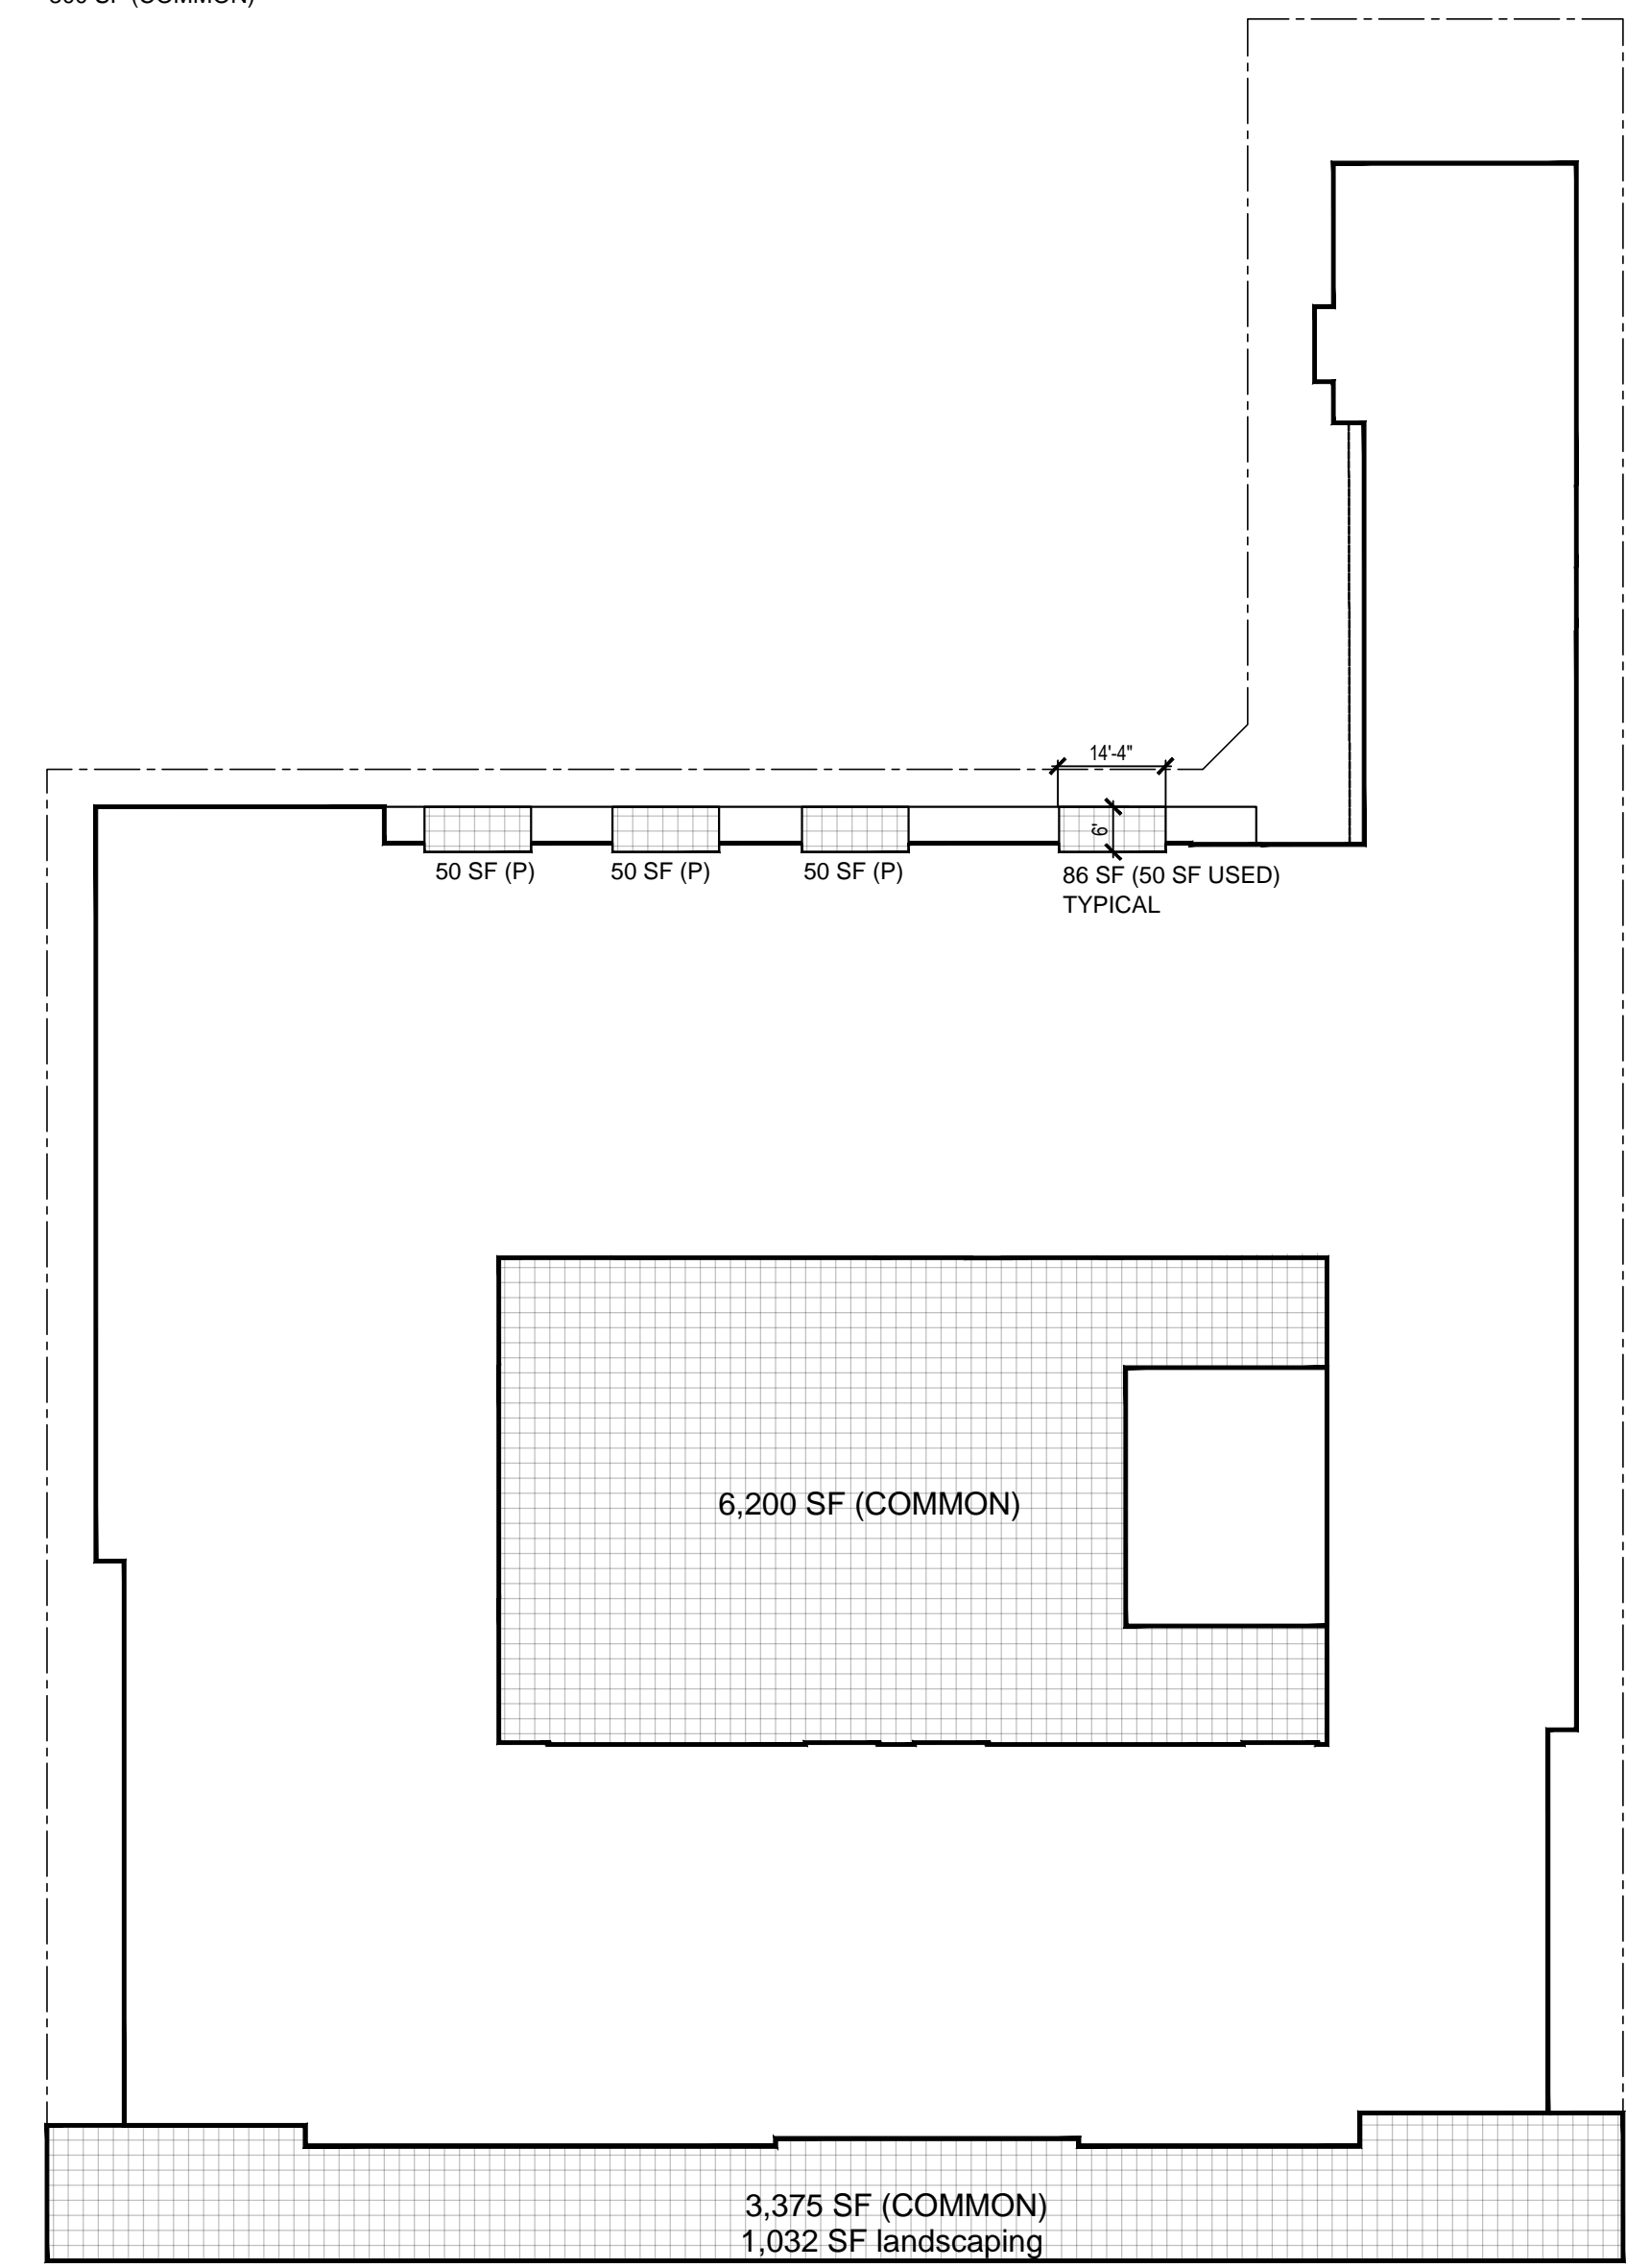 14'-4"
6'
50 SF (P)
50 SF (P)
50 SF (P)
86 SF (50 SF USED)
TYPICAL
6,200 SF (COMMON)
3,375 SF (COMMON)
1,032 SF landscaping